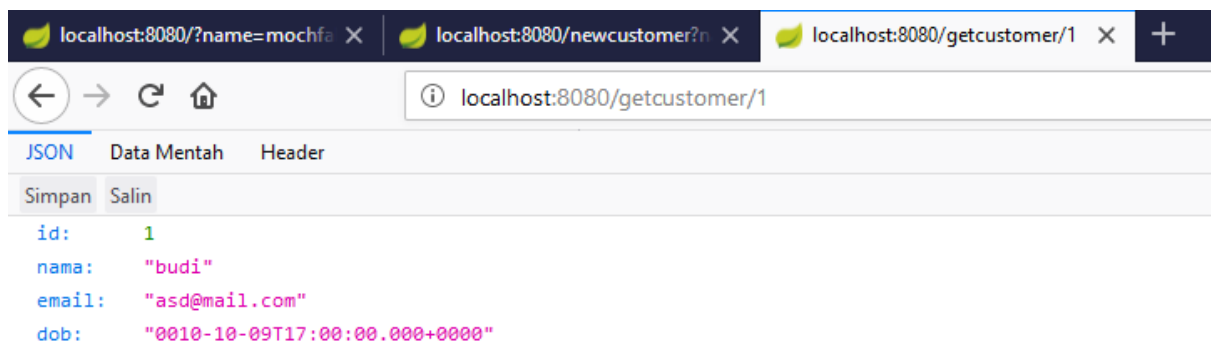 localhost:8080/?name=mochfa
localhost:8080/newcustomer?n
localhost:8080/getcustomer/1
localhost:8080/getcustomer/1
JSON Data Mentah Header
Simpan Salin
id: 1
nama: "budi"
email: "asd@mail.com"
dob: "0010-10-09T17:00:00.000+0000"